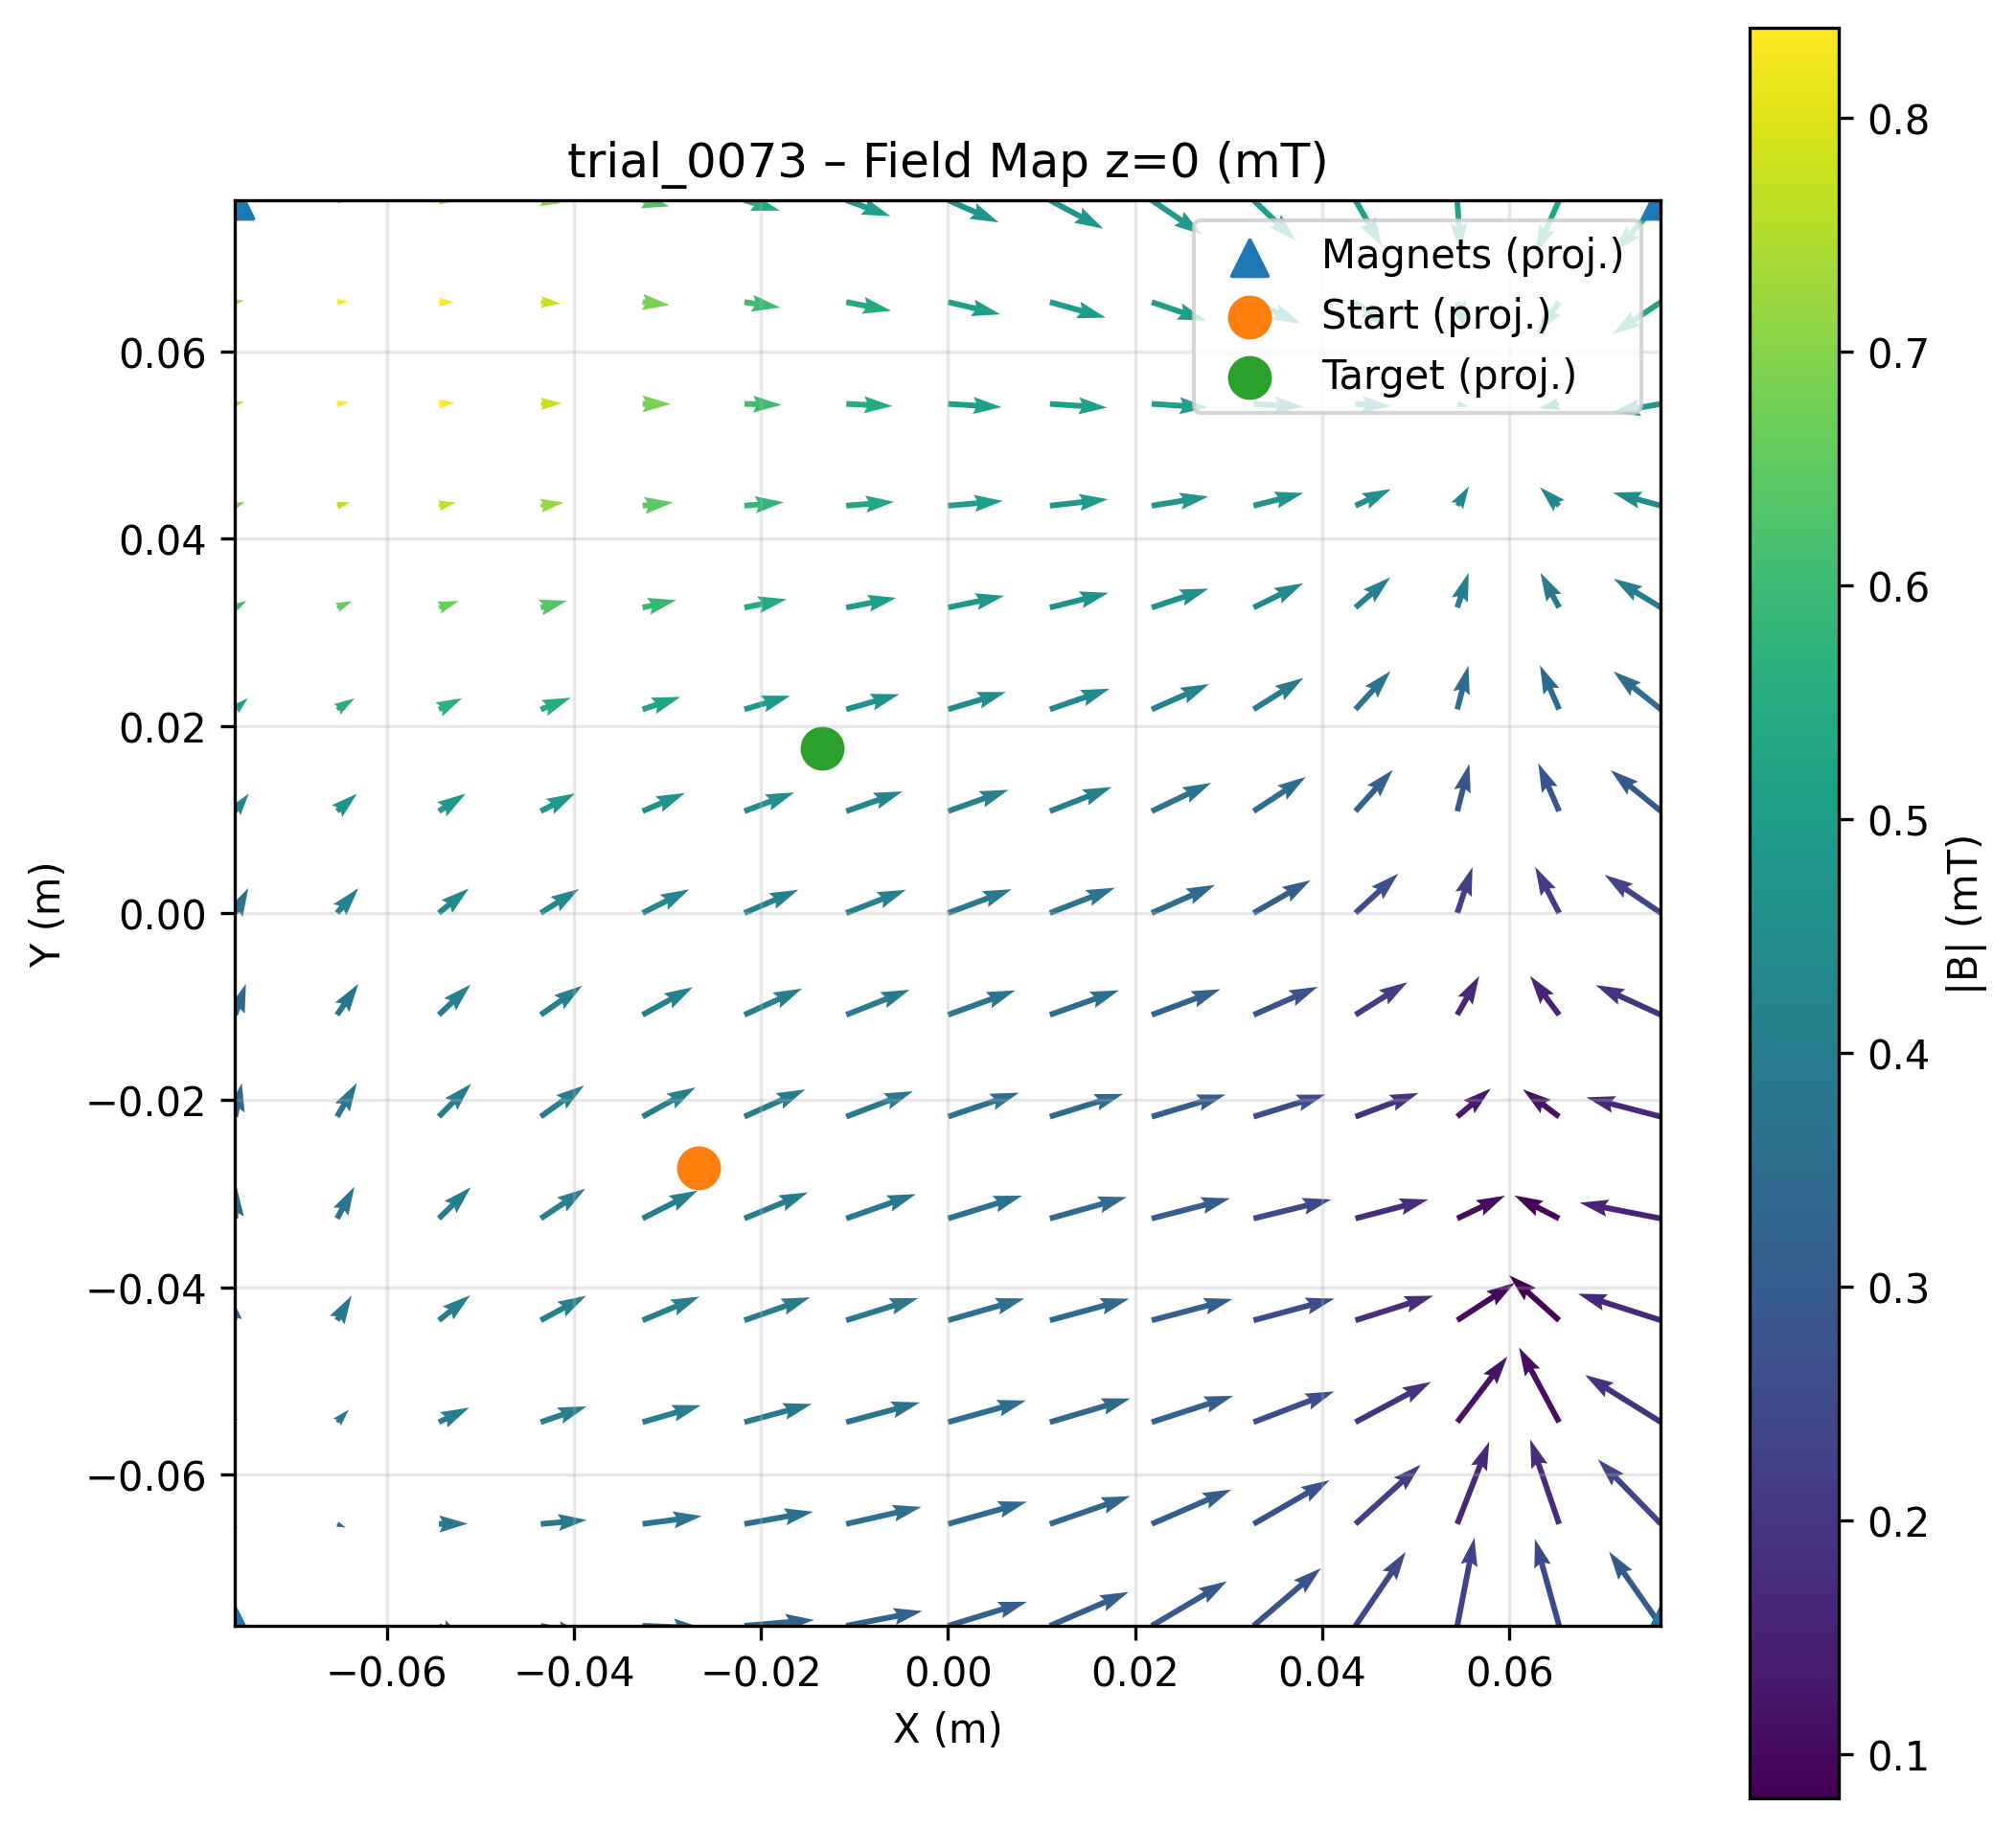 trial_0073 – Field Map z=0 (mT)
Magnets (proj.)
Start (proj.)
Target (proj.)
0.06
0.04
0.02
0.00
−0.02
−0.04
−0.06
Y (m)
−0.06 −0.04 −0.02 0.00 0.02 0.04 0.06
X (m)
0.8
0.7
0.6
0.5
0.4
0.3
0.2
0.1
|B| (mT)